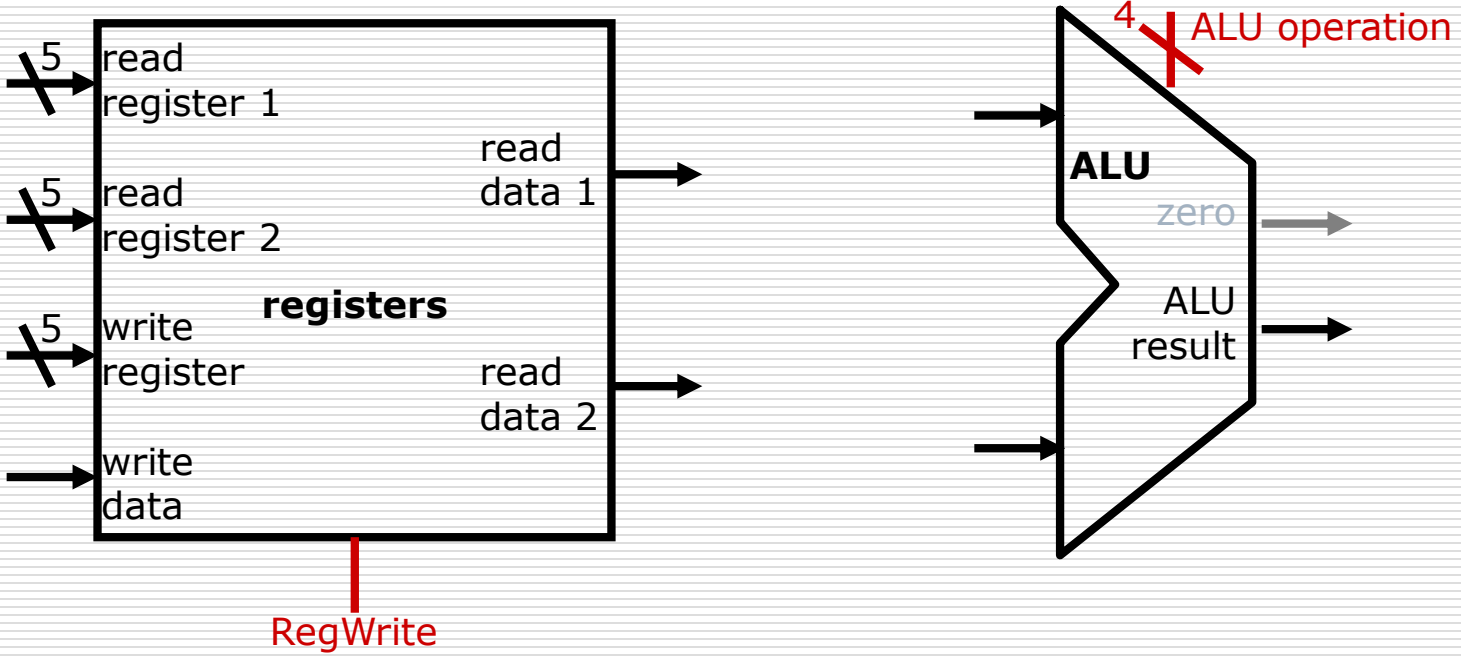 5
read
register 1
5
read
register 2
5
write
register
write
data
registers
read
data 1
read
data 2
RegWrite
4
ALU operation
ALU
zero
ALU
result